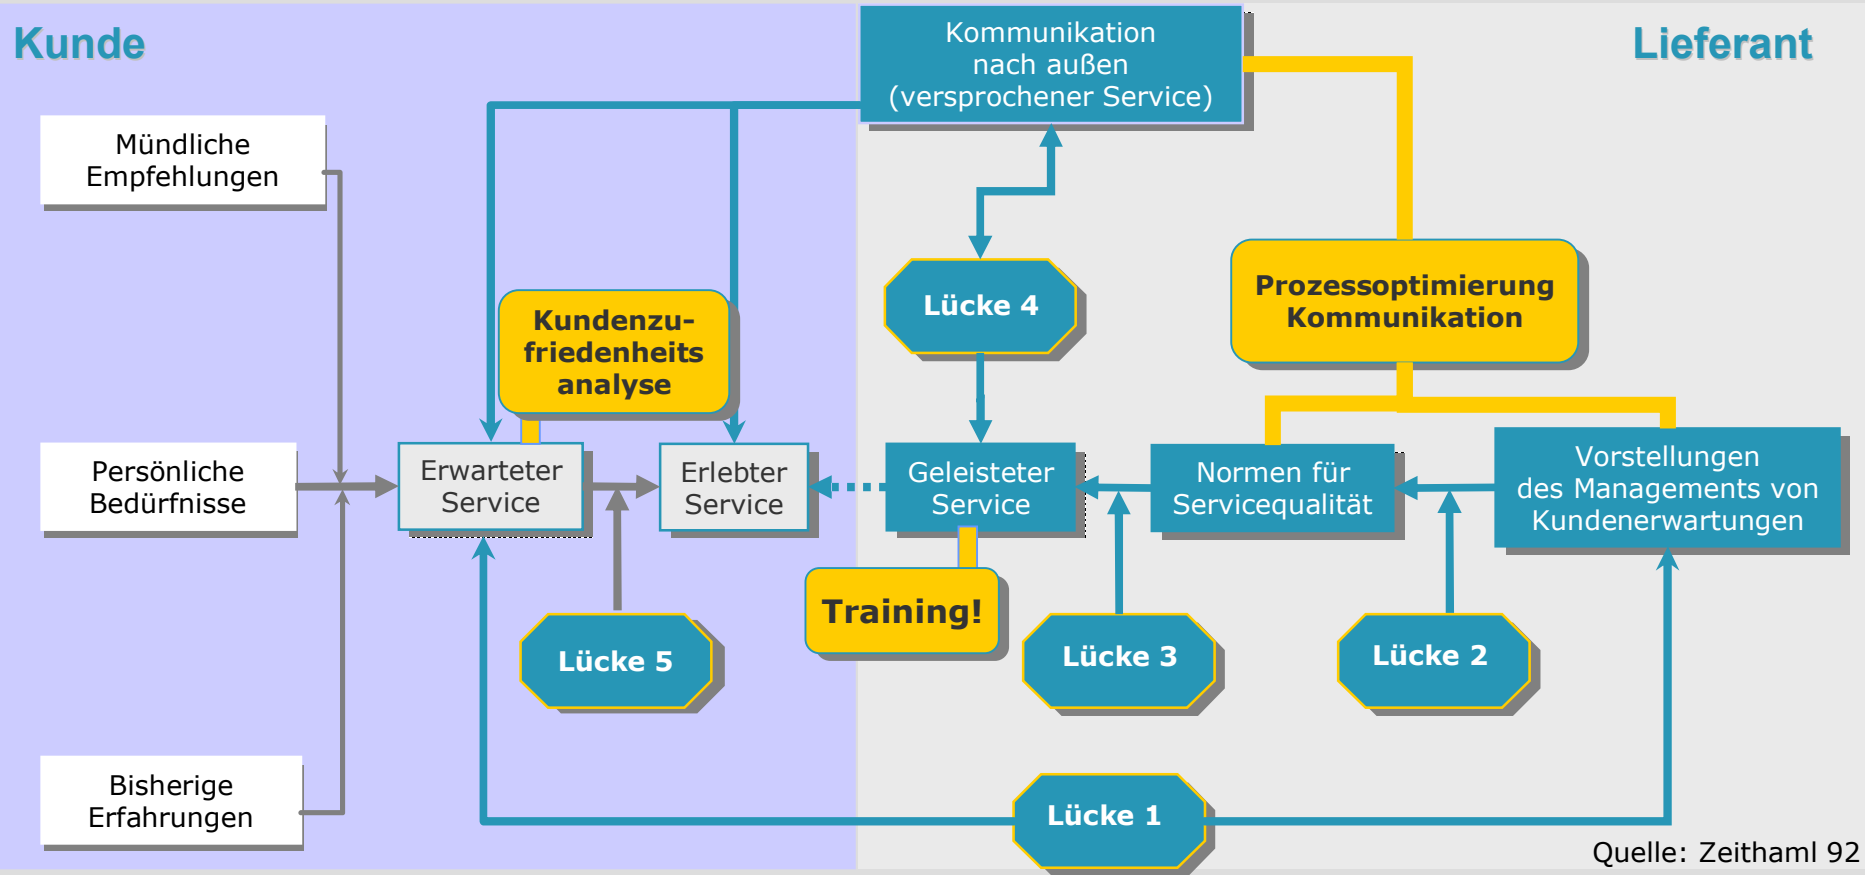 Kunde
Lieferant
Kommunikation
nach außen
(versprochener Service)
Mündliche
Empfehlungen
Prozessoptimierung
Kommunikation
Lücke 4
Kundenzu-
friedenheits
analyse
Persönliche
Bedürfnisse
Erwarteter
Service
Erlebter
Service
Geleisteter
Service
Normen für
Servicequalität
Vorstellungen
des Managements von
Kundenerwartungen
Training!
Lücke 5
Lücke 3
Lücke 2
Bisherige
Erfahrungen
Lücke 1
Quelle: Zeithaml 92